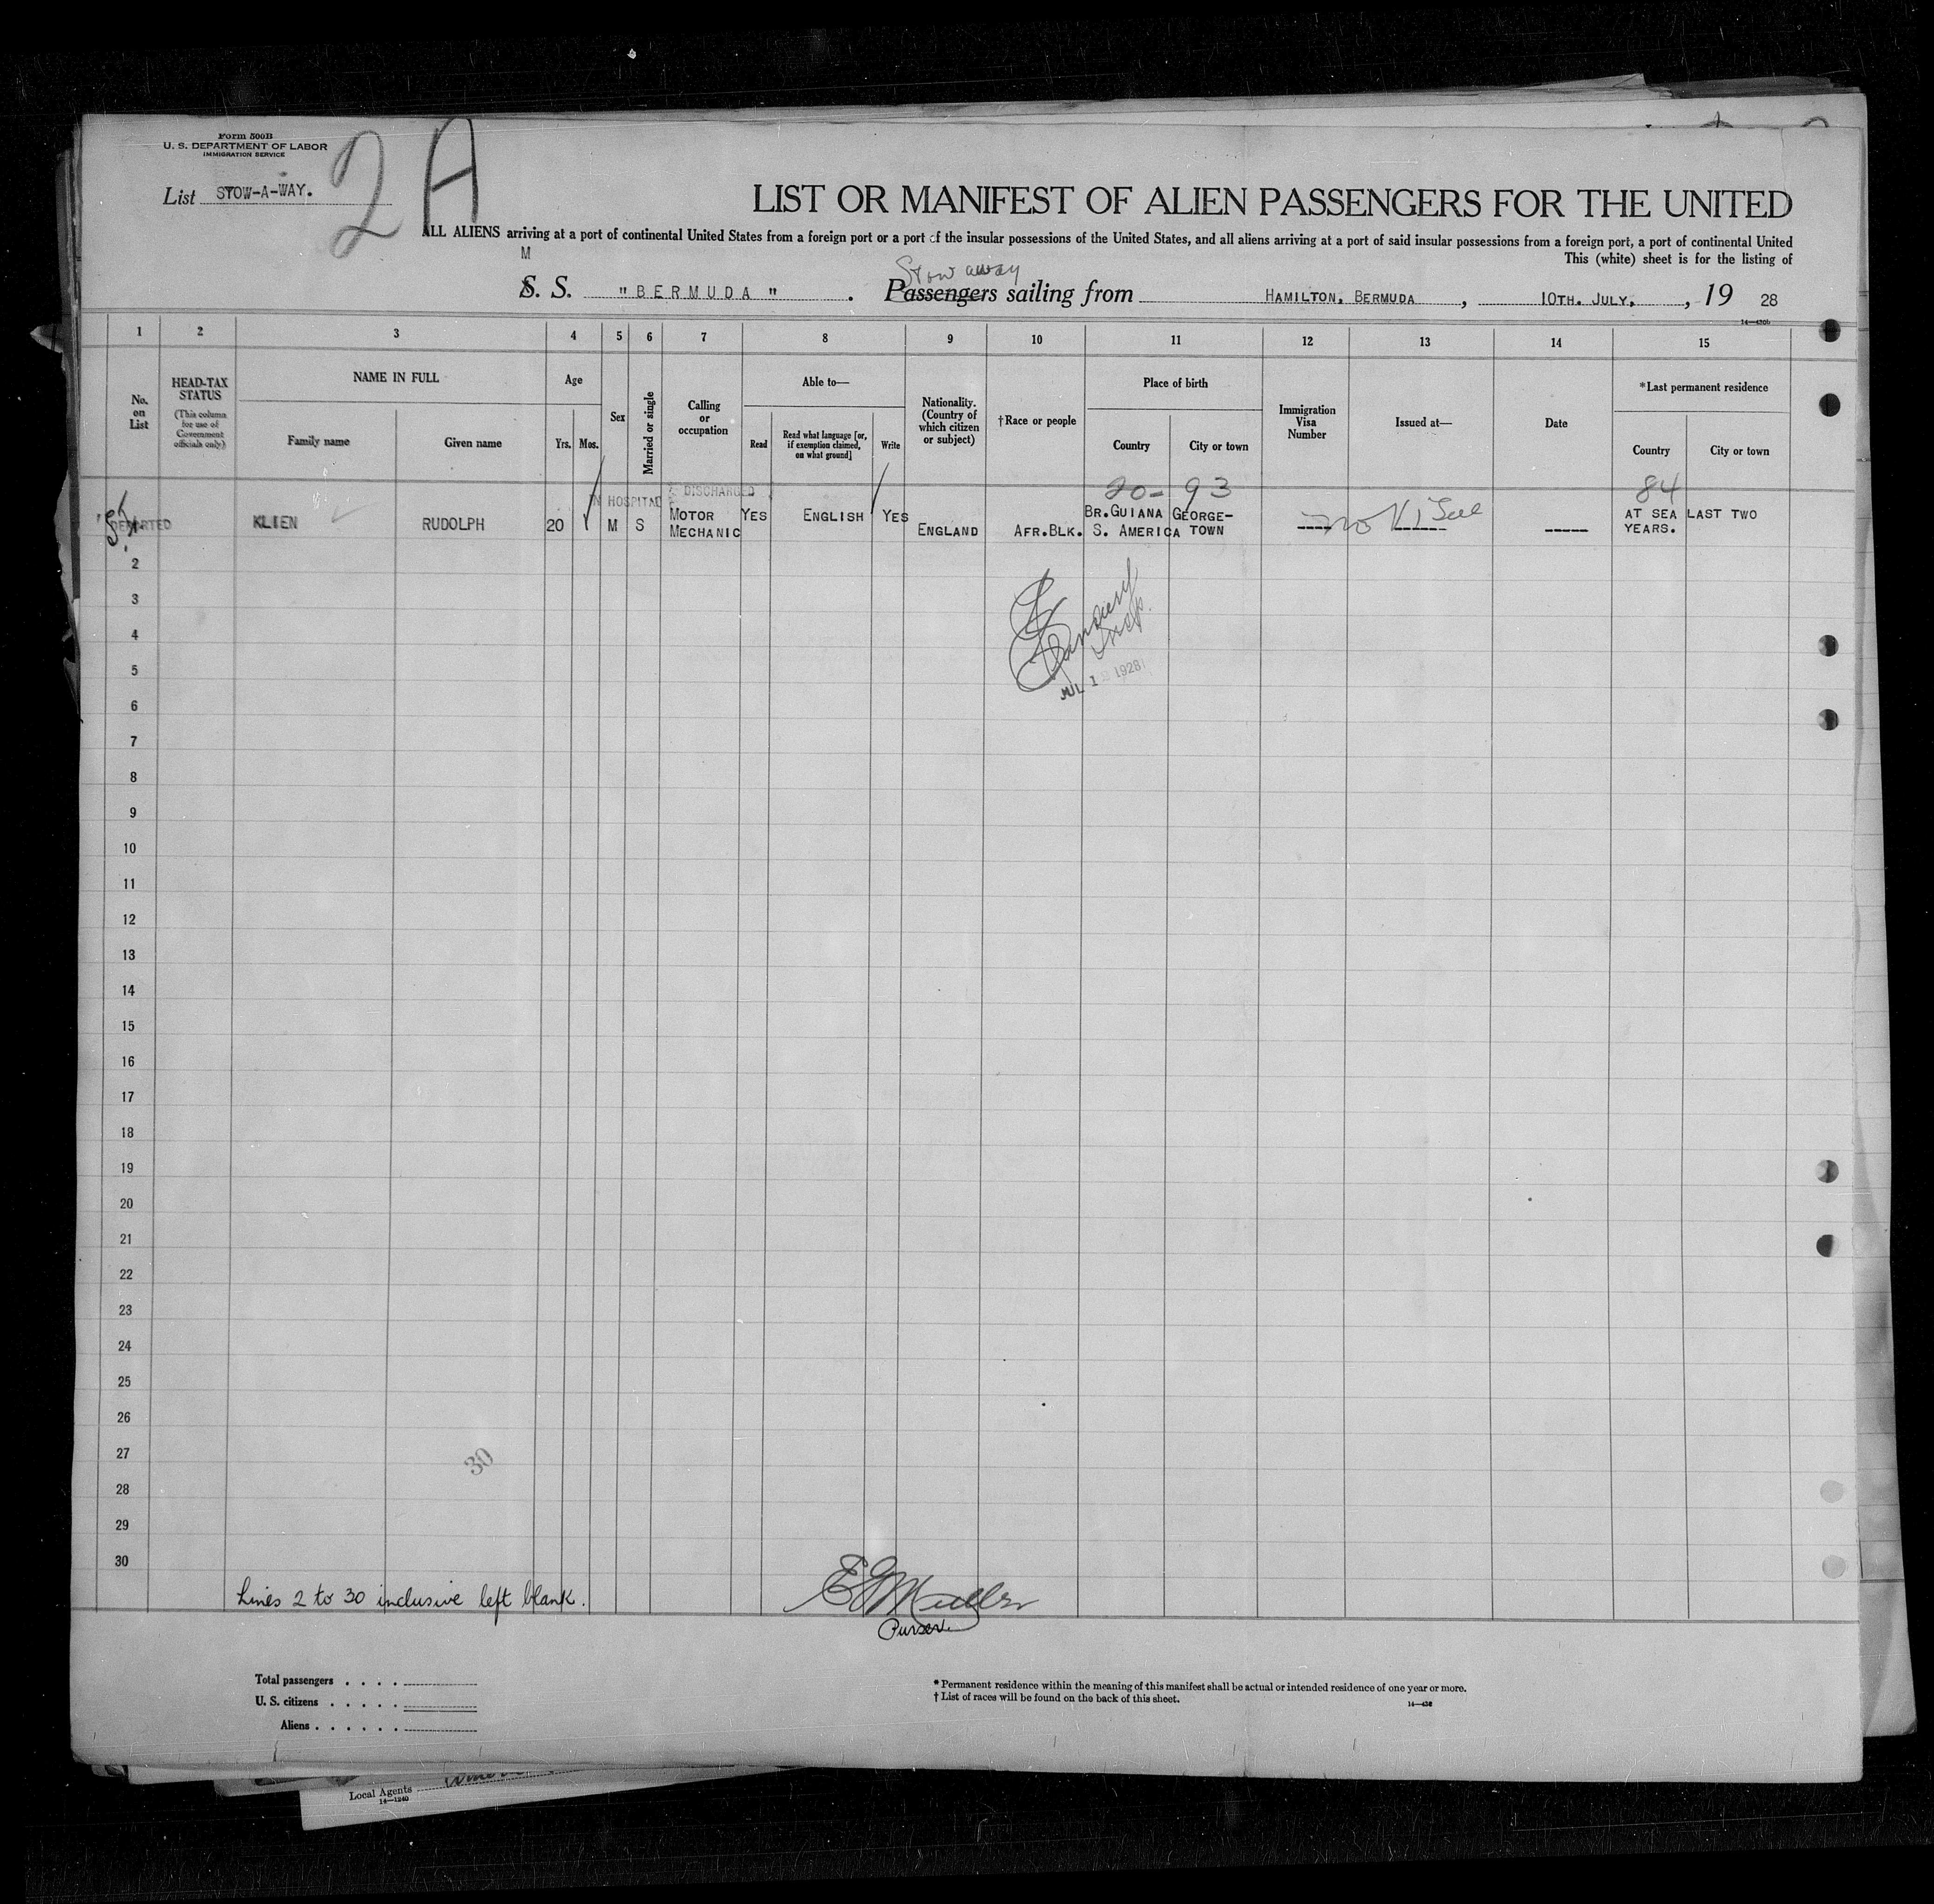 Form 500B
U. S. DEPARTMENT OF LABOR
IMMIGRATION SERVICE
2 A
List STOW-A-WAY.
LIST OR MANIFEST OF ALIEN PASSENGERS FOR THE UNITED
ALL ALIENS arriving at a port of continental United States from a foreign port or a port of the insular possessions of the United States, and all aliens arriving at a port of said insular possessions from a foreign port, a port of continental United
This (white) sheet is for the listing of
M
Stow away
S. S. "BERMUDA". Passengers sailing from HAMILTON, BERMUDA, 10TH. JULY, , 19 28
14—430b
1 2 3 4 5 6 7 8 9 10 11 12 13 14 15
No. on List
HEAD-TAX STATUS
(This column for use of Government officials only)
NAME IN FULL
Family name
Given name
Age
Yrs. Mos.
Sex
Married or single
Calling or occupation
Able to—
Read
Read what language [or, if exemption claimed, on what ground]
Write
Nationality. (Country of which citizen or subject)
†Race or people
Place of birth
Country
City or town
Immigration Visa Number
Issued at—
Date
*Last permanent residence
Country
City or town
20- 93
84
IN HOSPITAL DISCHARGED
DEPARTED KLIEN RUDOLPH 20 M S MOTOR MECHANIC YES ENGLISH YES ENGLAND AFR.BLK. BR.GUIANA S. AMERICA GEORGE-TOWN ---- no ---- ----- AT SEA LAST TWO YEARS.
Insp.
JUL 1 1928
2
3
4
5
6
7
8
9
10
11
12
13
14
15
16
17
18
19
20
21
22
23
24
25
26
27
30
28
29
30
Lines 2 to 30 inclusive left blank.
EGMuller
Purser.
Total passengers . . . .
U. S. citizens . . . . .
Aliens . . . . . .
* Permanent residence within the meaning of this manifest shall be actual or intended residence of one year or more.
† List of races will be found on the back of this sheet.
14—430
Local Agents
14—1240